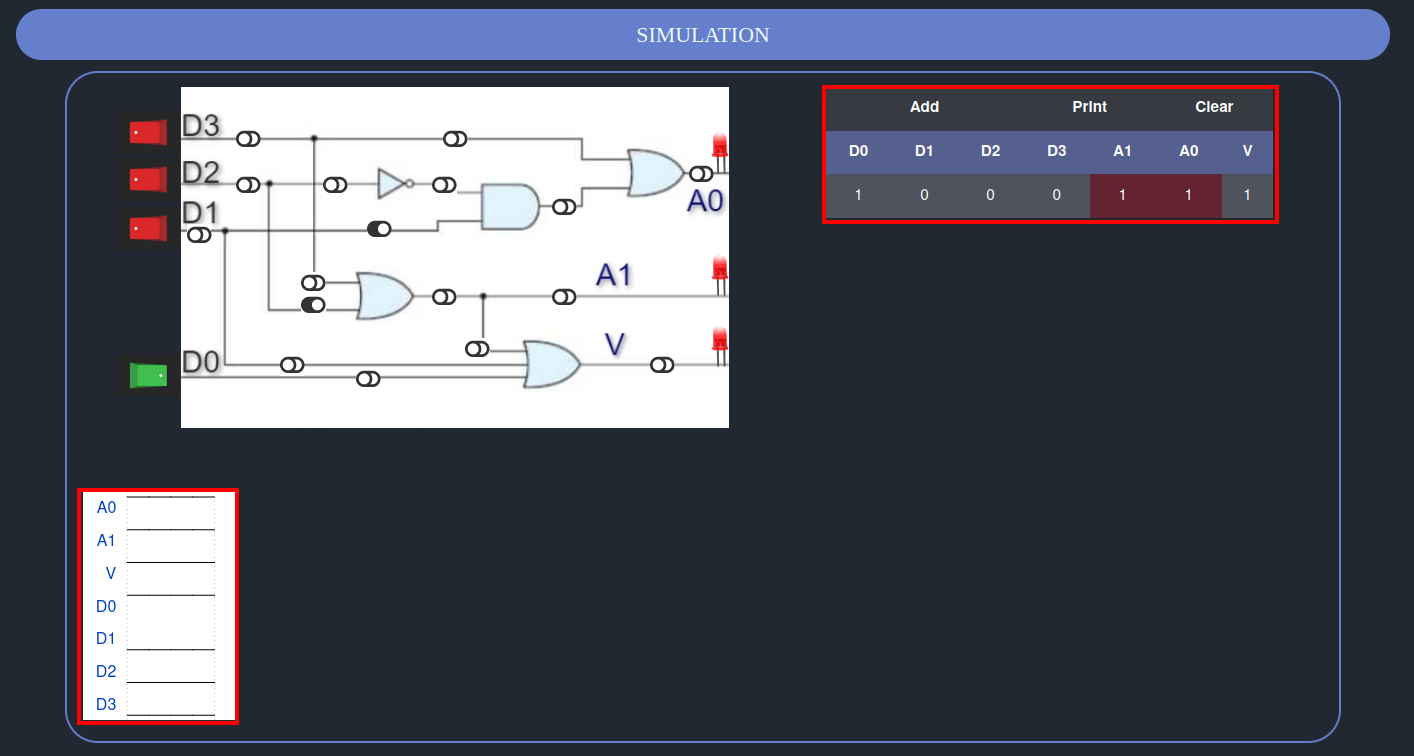 SIMULATION
D3
D2
D1
A0
A1
V
D0
Add Print Clear
D0 D1 D2 D3 A1 A0 V
1 0 0 0 1 1 1
A0
A1
V
D0
D1
D2
D3